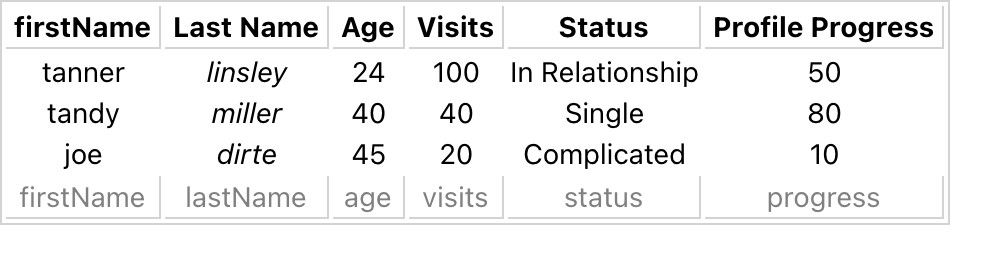 firstName Last Name Age Visits Status Profile Progress
tanner linsley 24 100 In Relationship 50
tandy miller 40 40 Single 80
joe dirte 45 20 Complicated 10
firstName lastName age visits status progress